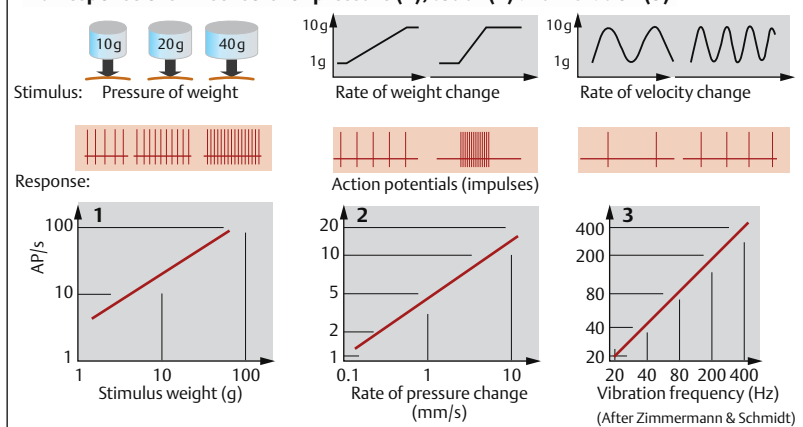 response pressure
10g 20g 40g
10g
1g
10g
1g
Stimulus: Pressure of weight
Rate of weight change
Rate of velocity change
Response:
Action potentials (impulses)
1
AP/s
100
10
1
1 10 100
Stimulus weight (g)
2
20
10
5
2
1
0.1 1 10
Rate of pressure change
(mm/s)
3
400
200
80
40
20
20 40 80 200 400
Vibration frequency (Hz)
(After Zimmermann & Schmidt)